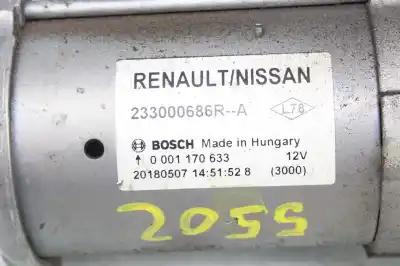 RENAULT/NISSAN
233000686R--A L78
BOSCH Made in Hungary
↑ 0 001 170 633 12V
20180507 14:51:52 8 (3000)
2055